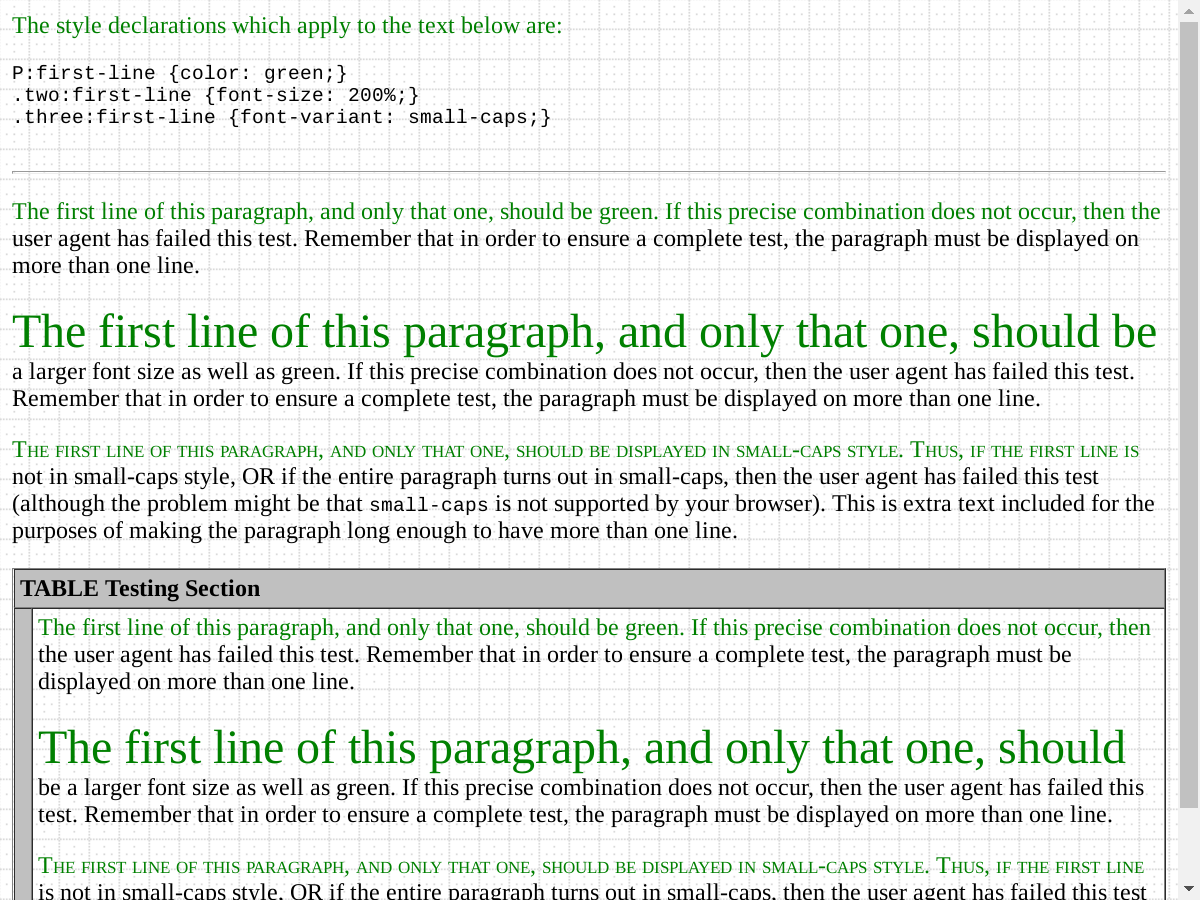 The style declarations which apply to the text below are:
P:first-line {color: green;}
.two:first-line {font-size: 200%;}
.three:first-line {font-variant: small-caps;}
The first line of this paragraph, and only that one, should be green. If this precise combination does not occur, then the
user agent has failed this test. Remember that in order to ensure a complete test, the paragraph must be displayed on
more than one line.
The first line of this paragraph, and only that one, should be
a larger font size as well as green. If this precise combination does not occur, then the user agent has failed this test.
Remember that in order to ensure a complete test, the paragraph must be displayed on more than one line.
The first line of this paragraph, and only that one, should be displayed in small-caps style. Thus, if the first line is
not in small-caps style, OR if the entire paragraph turns out in small-caps, then the user agent has failed this test
(although the problem might be that small-caps is not supported by your browser). This is extra text included for the
purposes of making the paragraph long enough to have more than one line.
TABLE Testing Section
The first line of this paragraph, and only that one, should be green. If this precise combination does not occur, then
the user agent has failed this test. Remember that in order to ensure a complete test, the paragraph must be
displayed on more than one line.
The first line of this paragraph, and only that one, should
be a larger font size as well as green. If this precise combination does not occur, then the user agent has failed this
test. Remember that in order to ensure a complete test, the paragraph must be displayed on more than one line.
The first line of this paragraph, and only that one, should be displayed in small-caps style. Thus, if the first line
is not in small-caps style, OR if the entire paragraph turns out in small-caps, then the user agent has failed this test